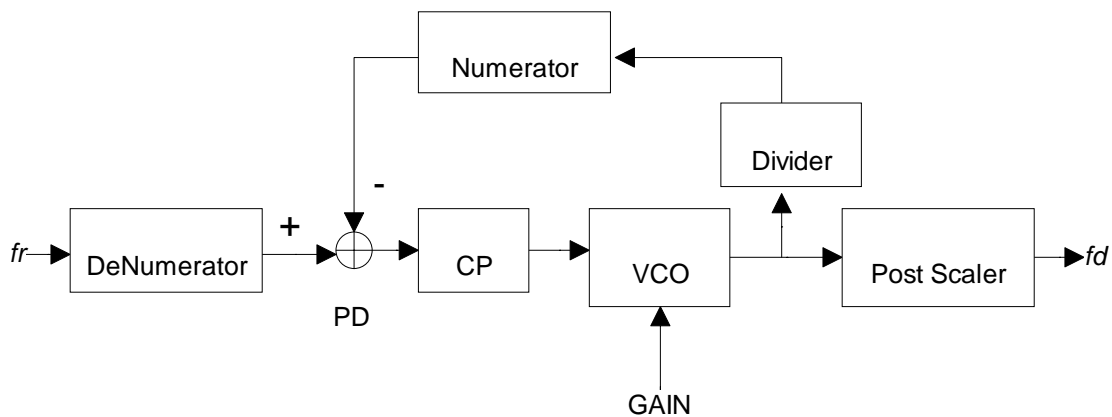 Numerator
Divider
-
+
fr
DeNumerator
CP
VCO
Post Scaler
fd
PD
GAIN